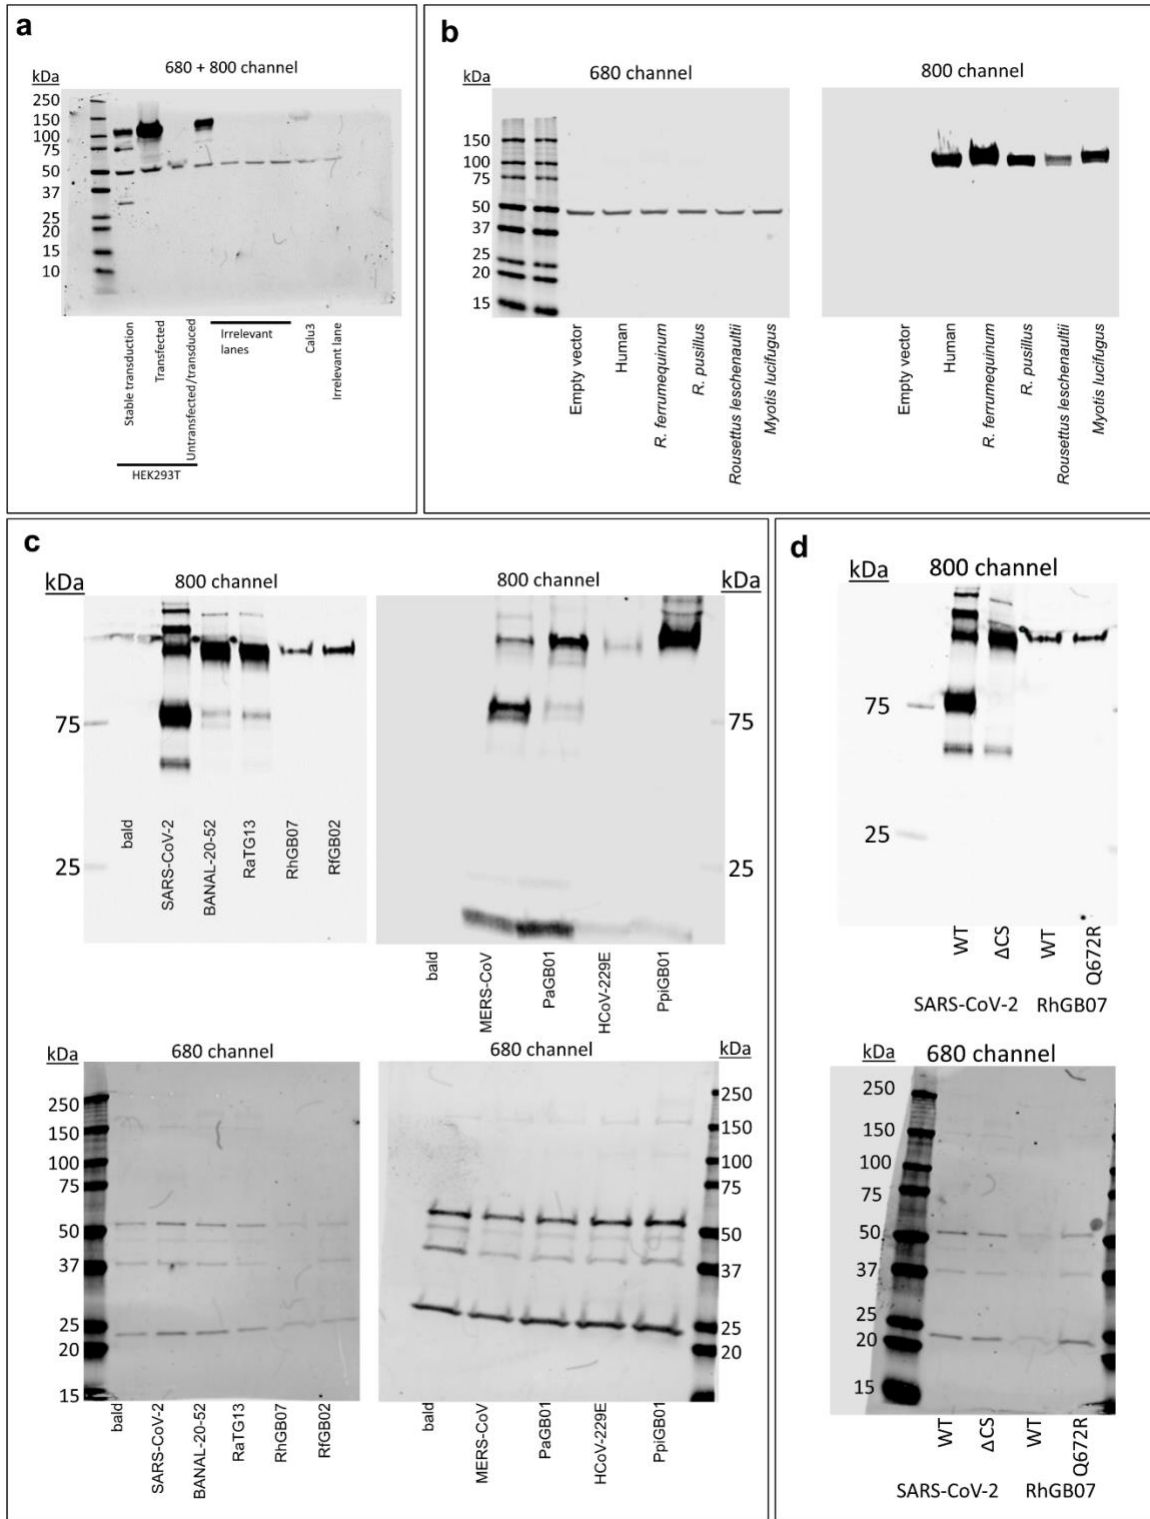 a
680 + 800 channel
kDa
250
150
100
75
50
37
25
20
15
10
Stable transduction
Transfected
Untransfected/transduced
Irrelevant
lanes
Calu3
Irrelevant lane
HEK293T
b
680 channel
kDa
150
100
75
50
37
25
20
15
Empty vector
Human
R. ferrumequinum
R. pusillus
Rousettus leschenaultii
Myotis lucifugus
800 channel
Empty vector
Human
R. ferrumequinum
R. pusillus
Rousettus leschenaultii
Myotis lucifugus
c
kDa
800 channel
75
25
bald
SARS-CoV-2
BANAL-20-52
RaTG13
RhGB07
RfGB02
800 channel
kDa
75
25
bald
MERS-CoV
PaGB01
HCoV-229E
PpiGB01
kDa
680 channel
250
150
100
75
50
37
25
20
15
bald
SARS-CoV-2
BANAL-20-52
RaTG13
RhGB07
RfGB02
680 channel
kDa
250
150
100
75
50
37
25
20
bald
MERS-CoV
PaGB01
HCoV-229E
PpiGB01
d
kDa
800 channel
75
25
WT
ΔCS
WT
Q672R
SARS-CoV-2 RhGB07
kDa
680 channel
250
150
100
75
50
37
25
20
15
WT
ΔCS
WT
Q672R
SARS-CoV-2 RhGB07